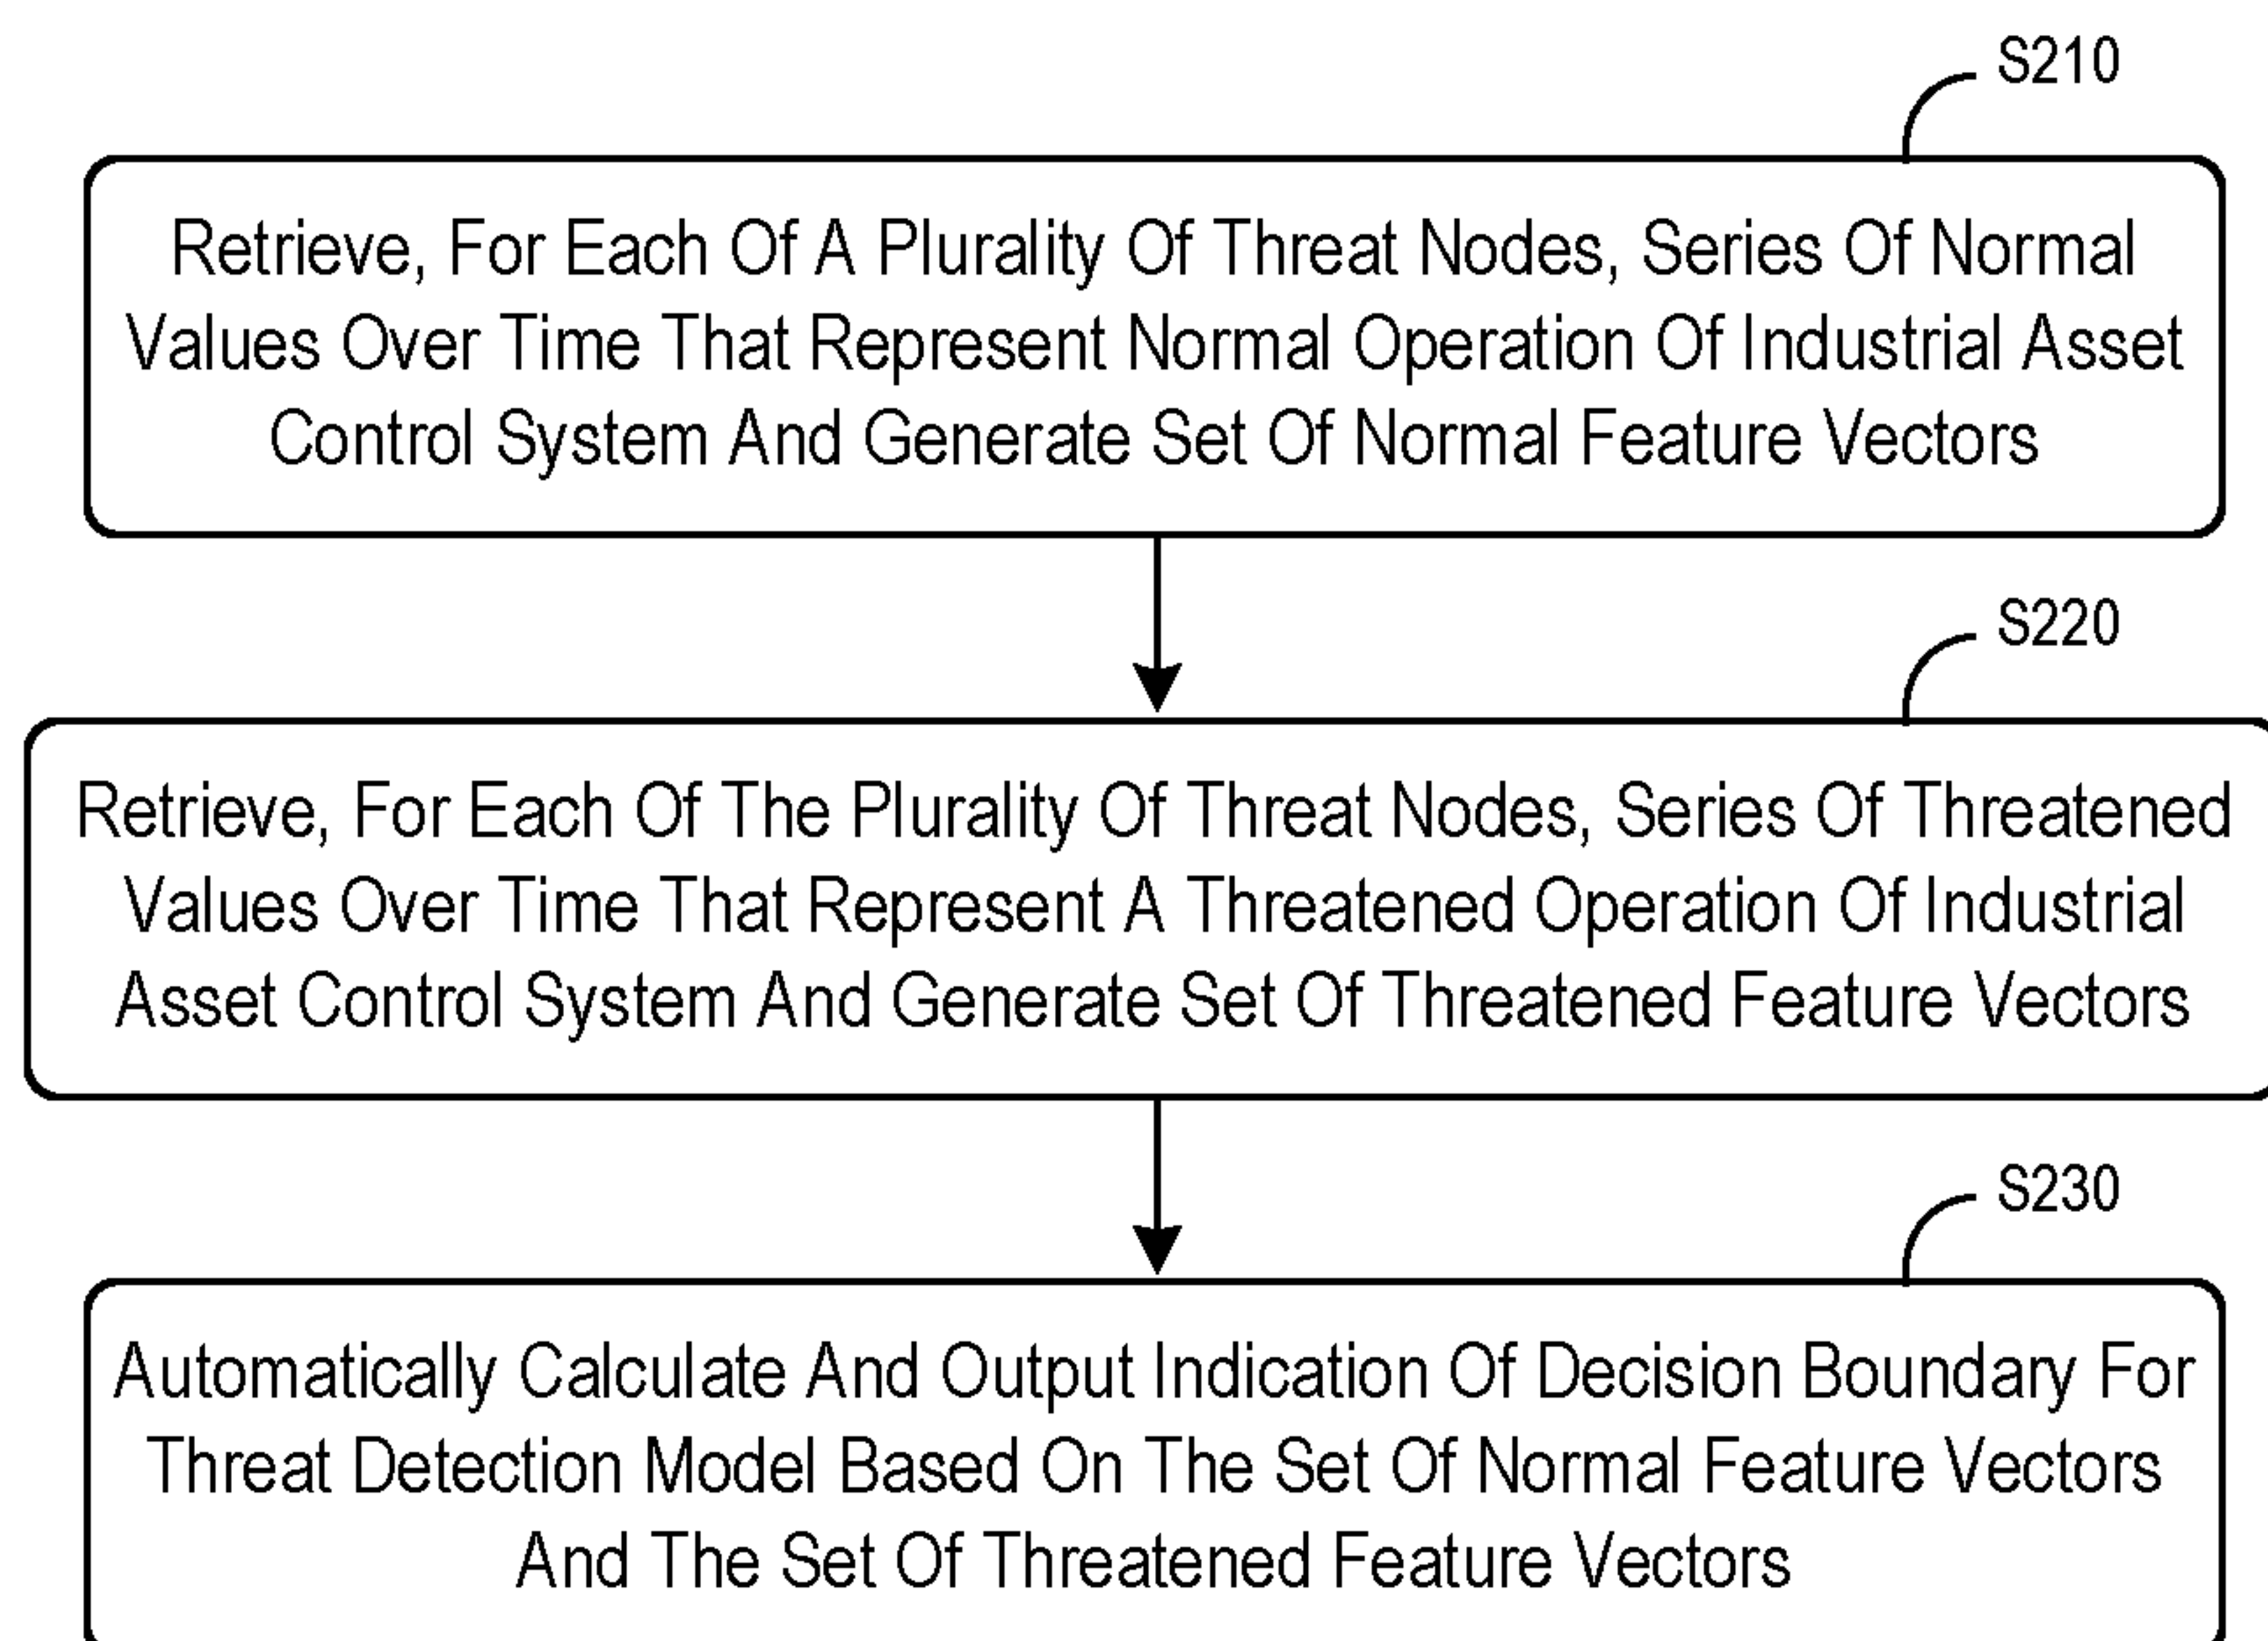 S210
Retrieve, For Each Of A Plurality Of Threat Nodes, Series Of Normal
Values Over Time That Represent Normal Operation Of Industrial Asset
Control System And Generate Set Of Normal Feature Vectors
S220
Retrieve, For Each Of The Plurality Of Threat Nodes, Series Of Threatened
Values Over Time That Represent A Threatened Operation Of Industrial
Asset Control System And Generate Set Of Threatened Feature Vectors
S230
Automatically Calculate And Output Indication Of Decision Boundary For
Threat Detection Model Based On The Set Of Normal Feature Vectors
And The Set Of Threatened Feature Vectors